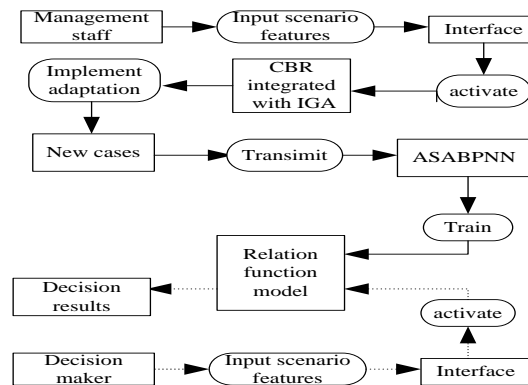 Management
staff
Input scenario
features
Interface
Implement
adaptation
CBR
integrated
with IGA
activate
New cases
Transimit
ASABPNN
Train
Relation
function
model
Decision
results
activate
Decision
maker
Input scenario
features
Interface